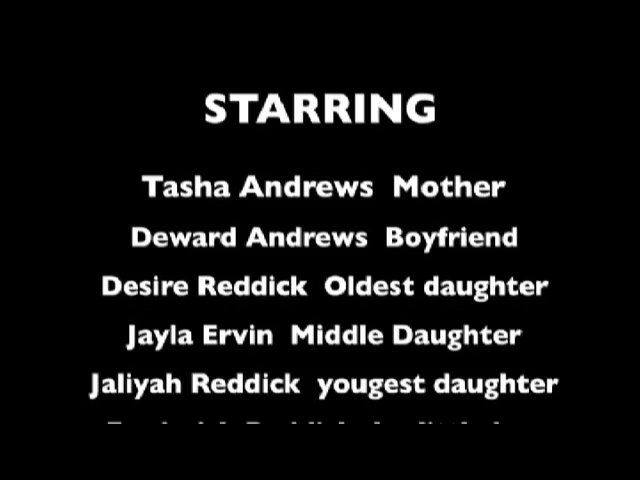 STARRING
Tasha Andrews Mother
Deward Andrews Boyfriend
Desire Reddick Oldest daughter
Jayla Ervin Middle Daughter
Jaliyah Reddick yougest daughter